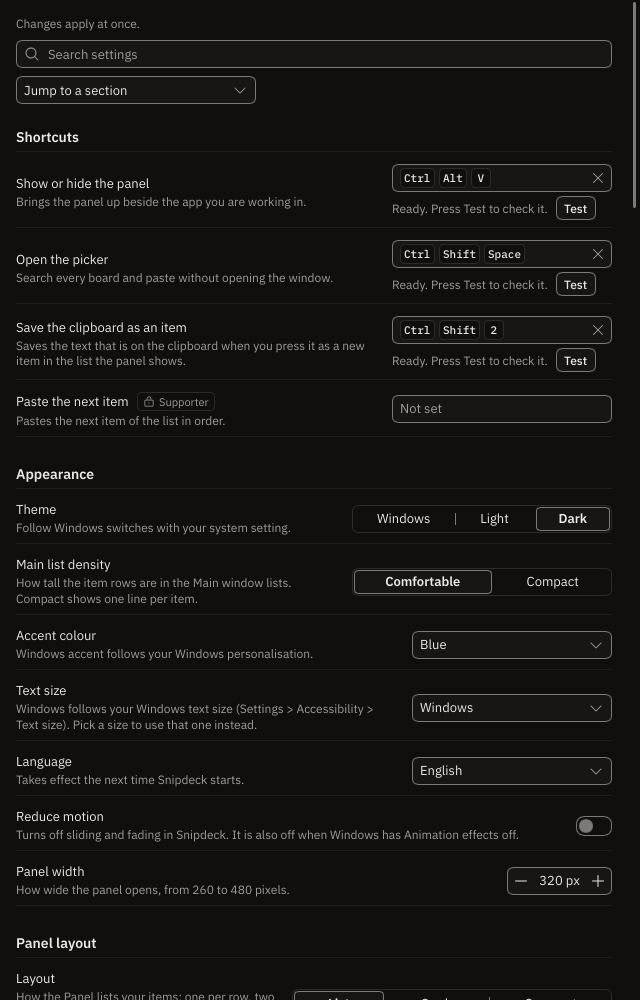 Changes apply at once.
Search settings
Jump to a section
Shortcuts
Show or hide the panel
Brings the panel up beside the app you are working in.
Ctrl Alt V
Ready. Press Test to check it. Test
Open the picker
Search every board and paste without opening the window.
Ctrl Shift Space
Ready. Press Test to check it. Test
Save the clipboard as an item
Saves the text that is on the clipboard when you press it as a new
item in the list the panel shows.
Ctrl Shift 2
Ready. Press Test to check it. Test
Paste the next item Supporter
Pastes the next item of the list in order.
Not set
Appearance
Theme
Follow Windows switches with your system setting.
Windows Light Dark
Main list density
How tall the item rows are in the Main window lists.
Compact shows one line per item.
Comfortable Compact
Accent colour
Windows accent follows your Windows personalisation.
Blue
Text size
Windows follows your Windows text size (Settings > Accessibility >
Text size). Pick a size to use that one instead.
Windows
Language
Takes effect the next time Snipdeck starts.
English
Reduce motion
Turns off sliding and fading in Snipdeck. It is also off when Windows has Animation effects off.
Panel width
How wide the panel opens, from 260 to 480 pixels.
320 px
Panel layout
Layout
How the Panel lists your items: one per row, two